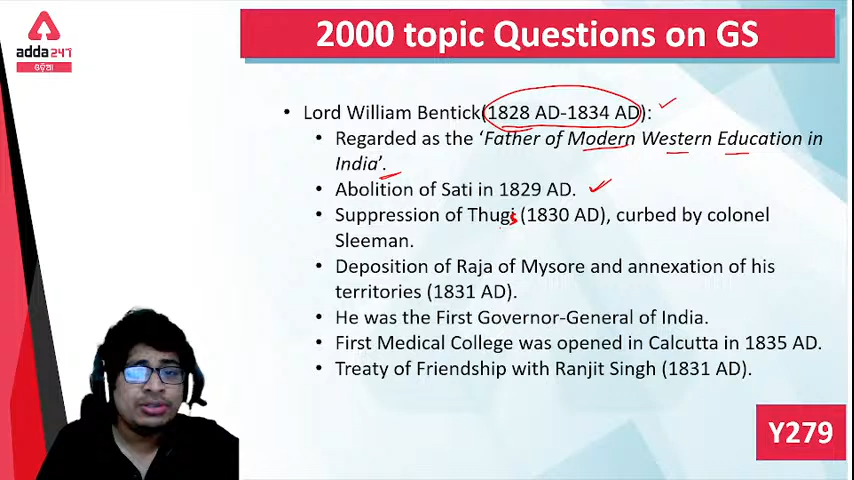 2000 topic Questions on GS
adda247
ଓଡ଼ିଆ
• Lord William Bentick(1828 AD-1834 AD):
• Regarded as the ‘Father of Modern Western Education in
India’.
• Abolition of Sati in 1829 AD.
• Suppression of Thugi (1830 AD), curbed by colonel
Sleeman.
• Deposition of Raja of Mysore and annexation of his
territories (1831 AD).
• He was the First Governor-General of India.
• First Medical College was opened in Calcutta in 1835 AD.
• Treaty of Friendship with Ranjit Singh (1831 AD).
Y279